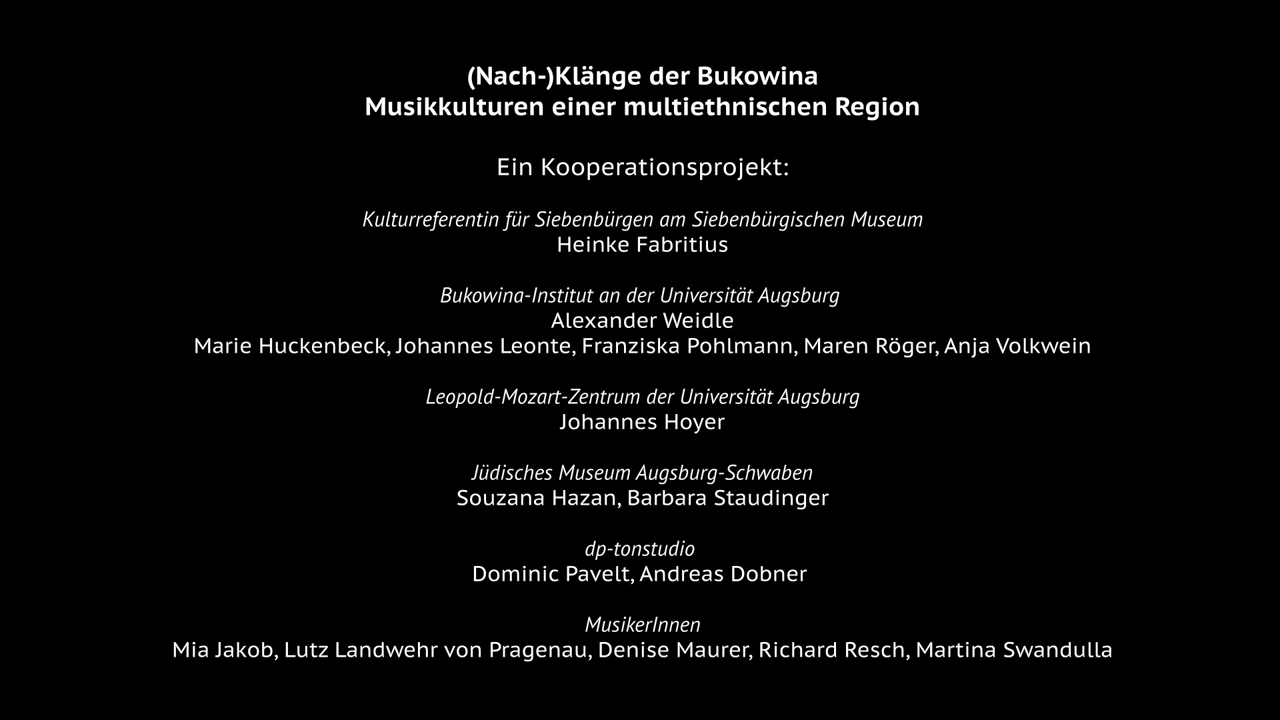 (Nach-)Klänge der Bukowina
Musikkulturen einer multiethnischen Region
Ein Kooperationsprojekt:
Kulturreferentin für Siebenbürgen am Siebenbürgischen Museum
Heinke Fabritius
Bukowina-Institut an der Universität Augsburg
Alexander Weidle
Marie Huckenbeck, Johannes Leonte, Franziska Pohlmann, Maren Röger, Anja Volkwein
Leopold-Mozart-Zentrum der Universität Augsburg
Johannes Hoyer
Jüdisches Museum Augsburg-Schwaben
Souzana Hazan, Barbara Staudinger
dp-tonstudio
Dominic Pavelt, Andreas Dobner
MusikerInnen
Mia Jakob, Lutz Landwehr von Pragenau, Denise Maurer, Richard Resch, Martina Swandulla